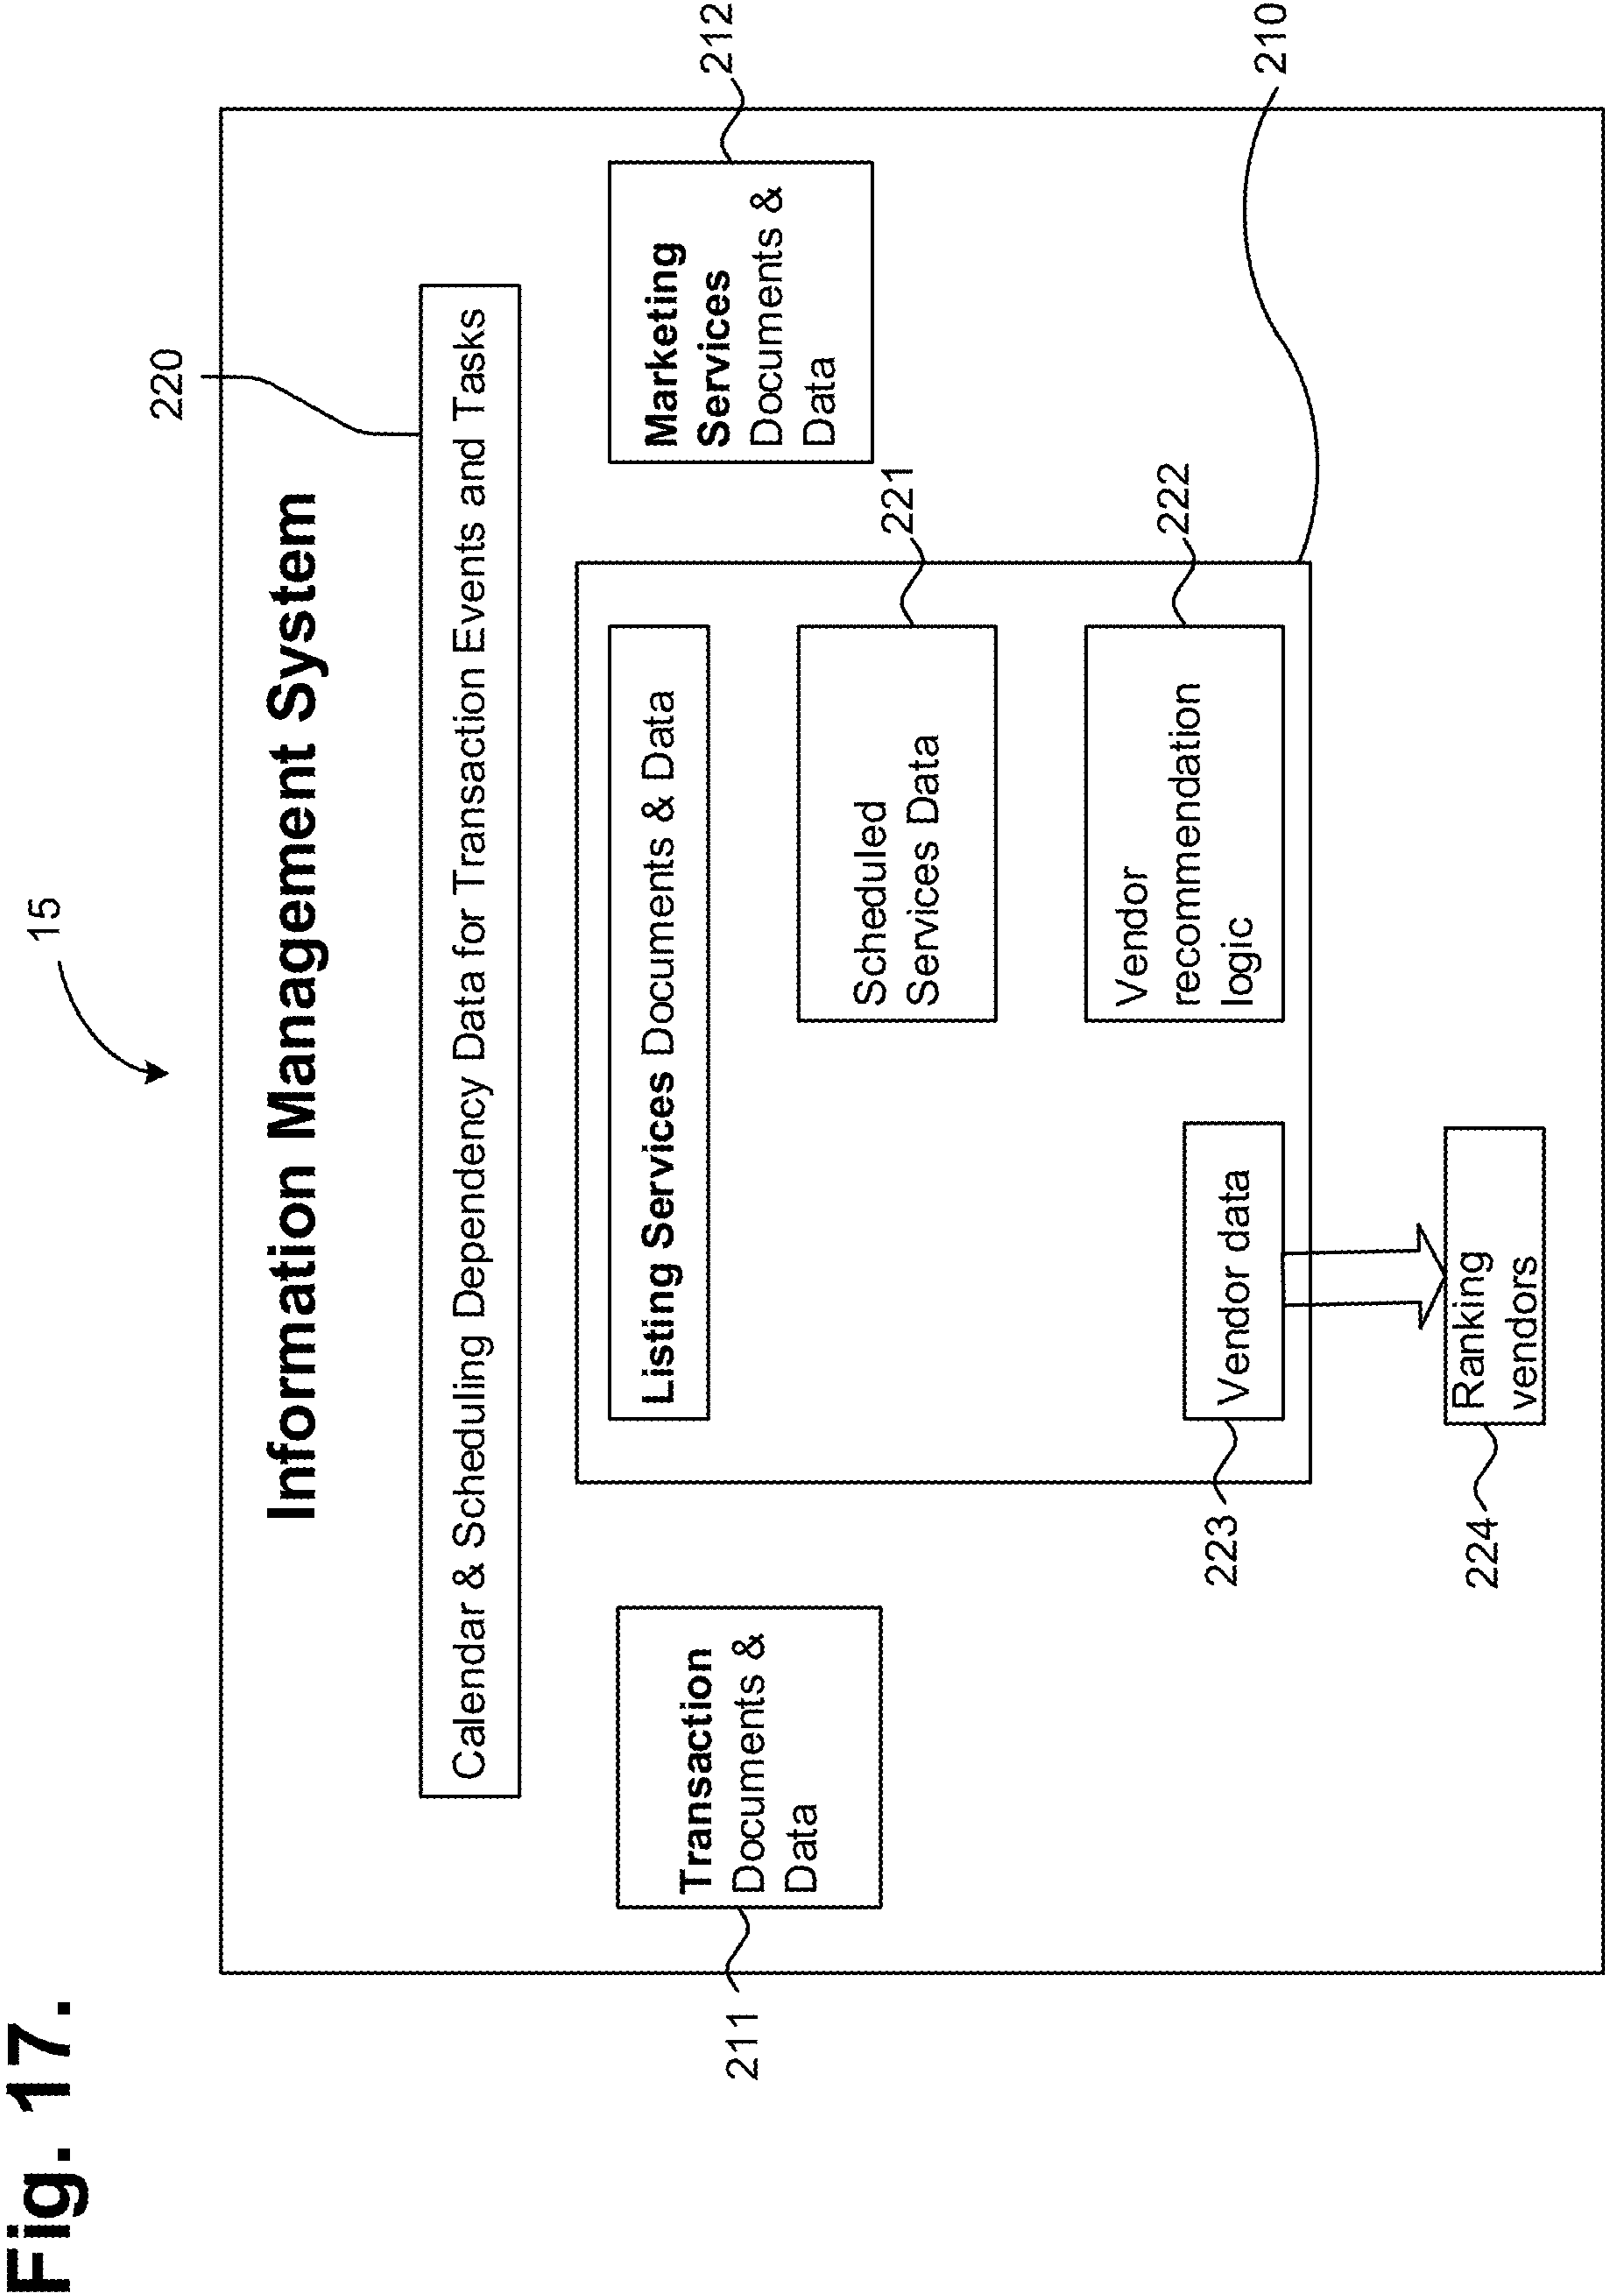 Fig. 17.
15
Information Management System
220
Calendar & Scheduling Dependency Data for Transaction Events and Tasks
211
Transaction
Documents &
Data
Listing Services Documents & Data
Scheduled
Services Data
221
Vendor
recommendation
logic
222
223
Vendor data
224
Ranking
vendors
Marketing
Services
Documents &
Data
212
210